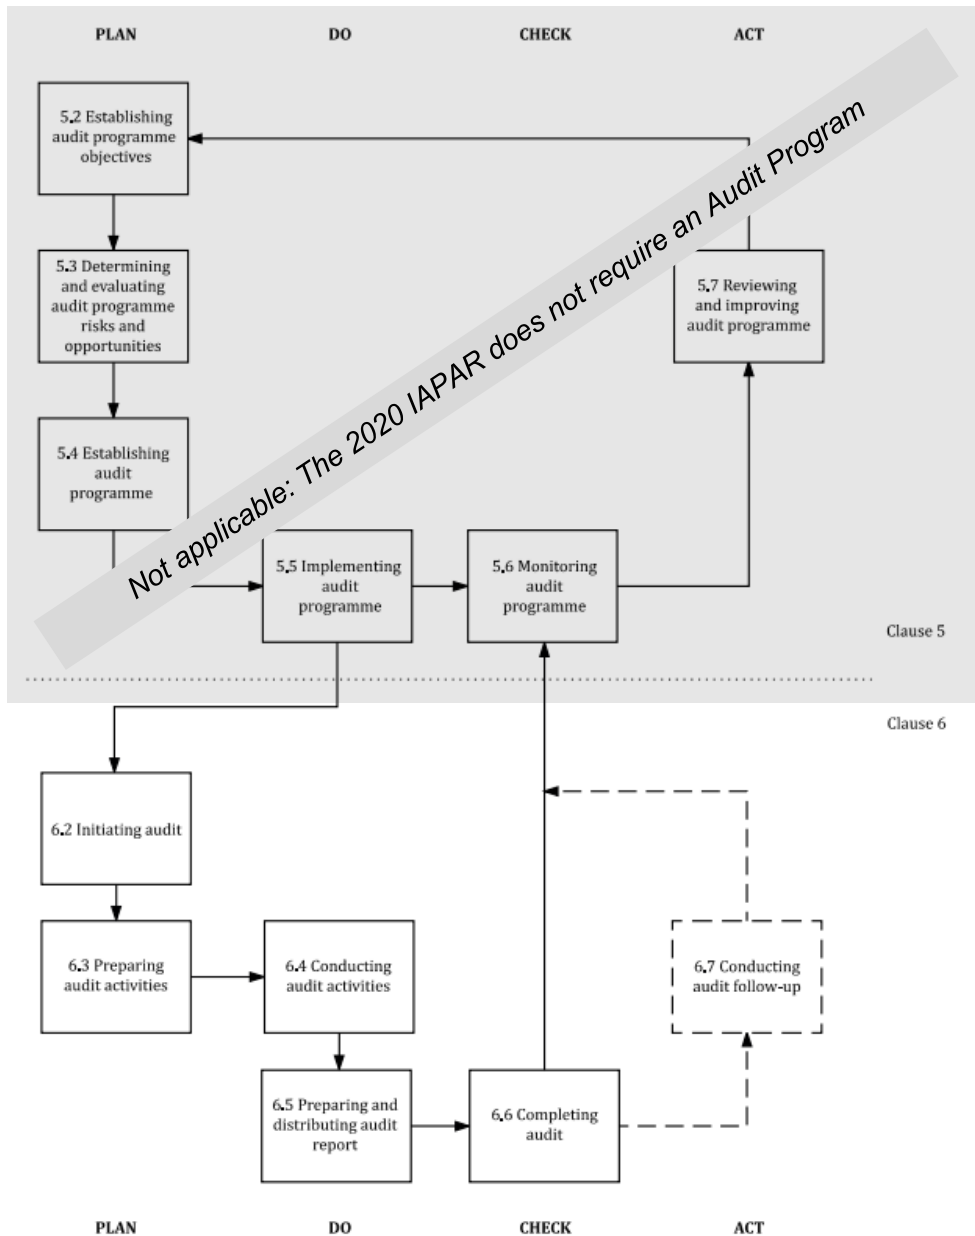 PLAN
DO
CHECK
ACT
5.2 Establishing
audit programme
objectives
5.3 Determining
and evaluating
audit programme
risks and
opportunities
5.7 Reviewing
and improving
audit programme
Not applicable: The 2020 IAPAR does not require an Audit Program
5.4 Establishing
audit
programme
5.5 Implementing
audit
programme
5.6 Monitoring
audit
programme
Clause 5
Clause 6
6.2 Initiating audit
6.3 Preparing
audit activities
6.4 Conducting
audit activities
6.7 Conducting
audit follow-up
6.5 Preparing and
distributing audit
report
6.6 Completing
audit
PLAN
DO
CHECK
ACT